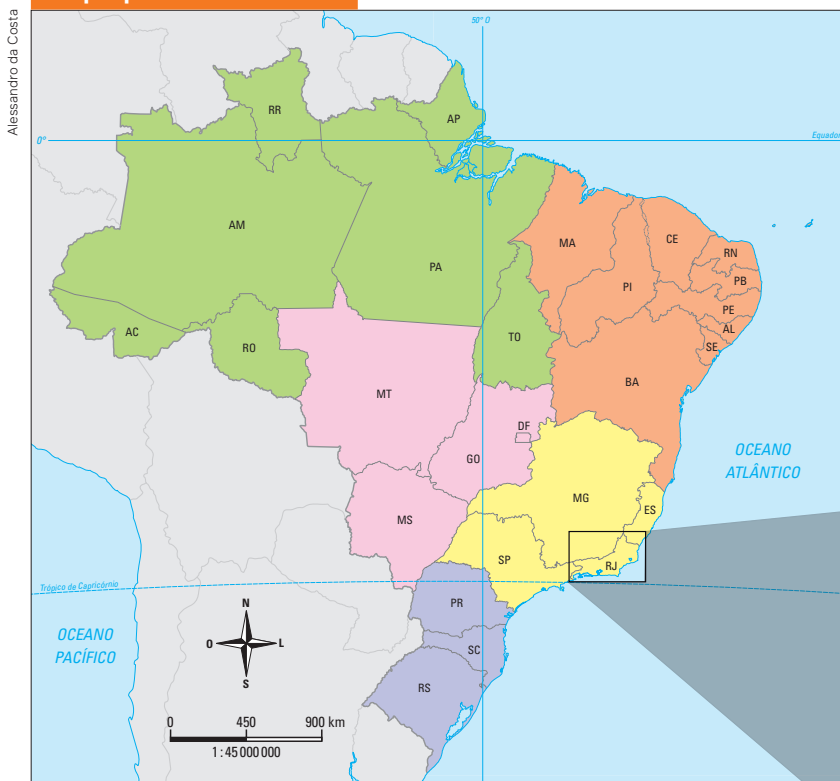 Alessandro da Costa
50° O
RR
AP
0°
Equador
AM
PA
MA
CE
RN
PB
PI
PE
AL
SE
AC
RO
TO
BA
MT
DF
GO
OCEANO
ATLÂNTICO
MG
ES
MS
SP
RJ
Trópico de Capricórnio
PR
OCEANO
PACÍFICO
N
O
L
S
SC
RS
0 450 900 km
1 : 45 000 000